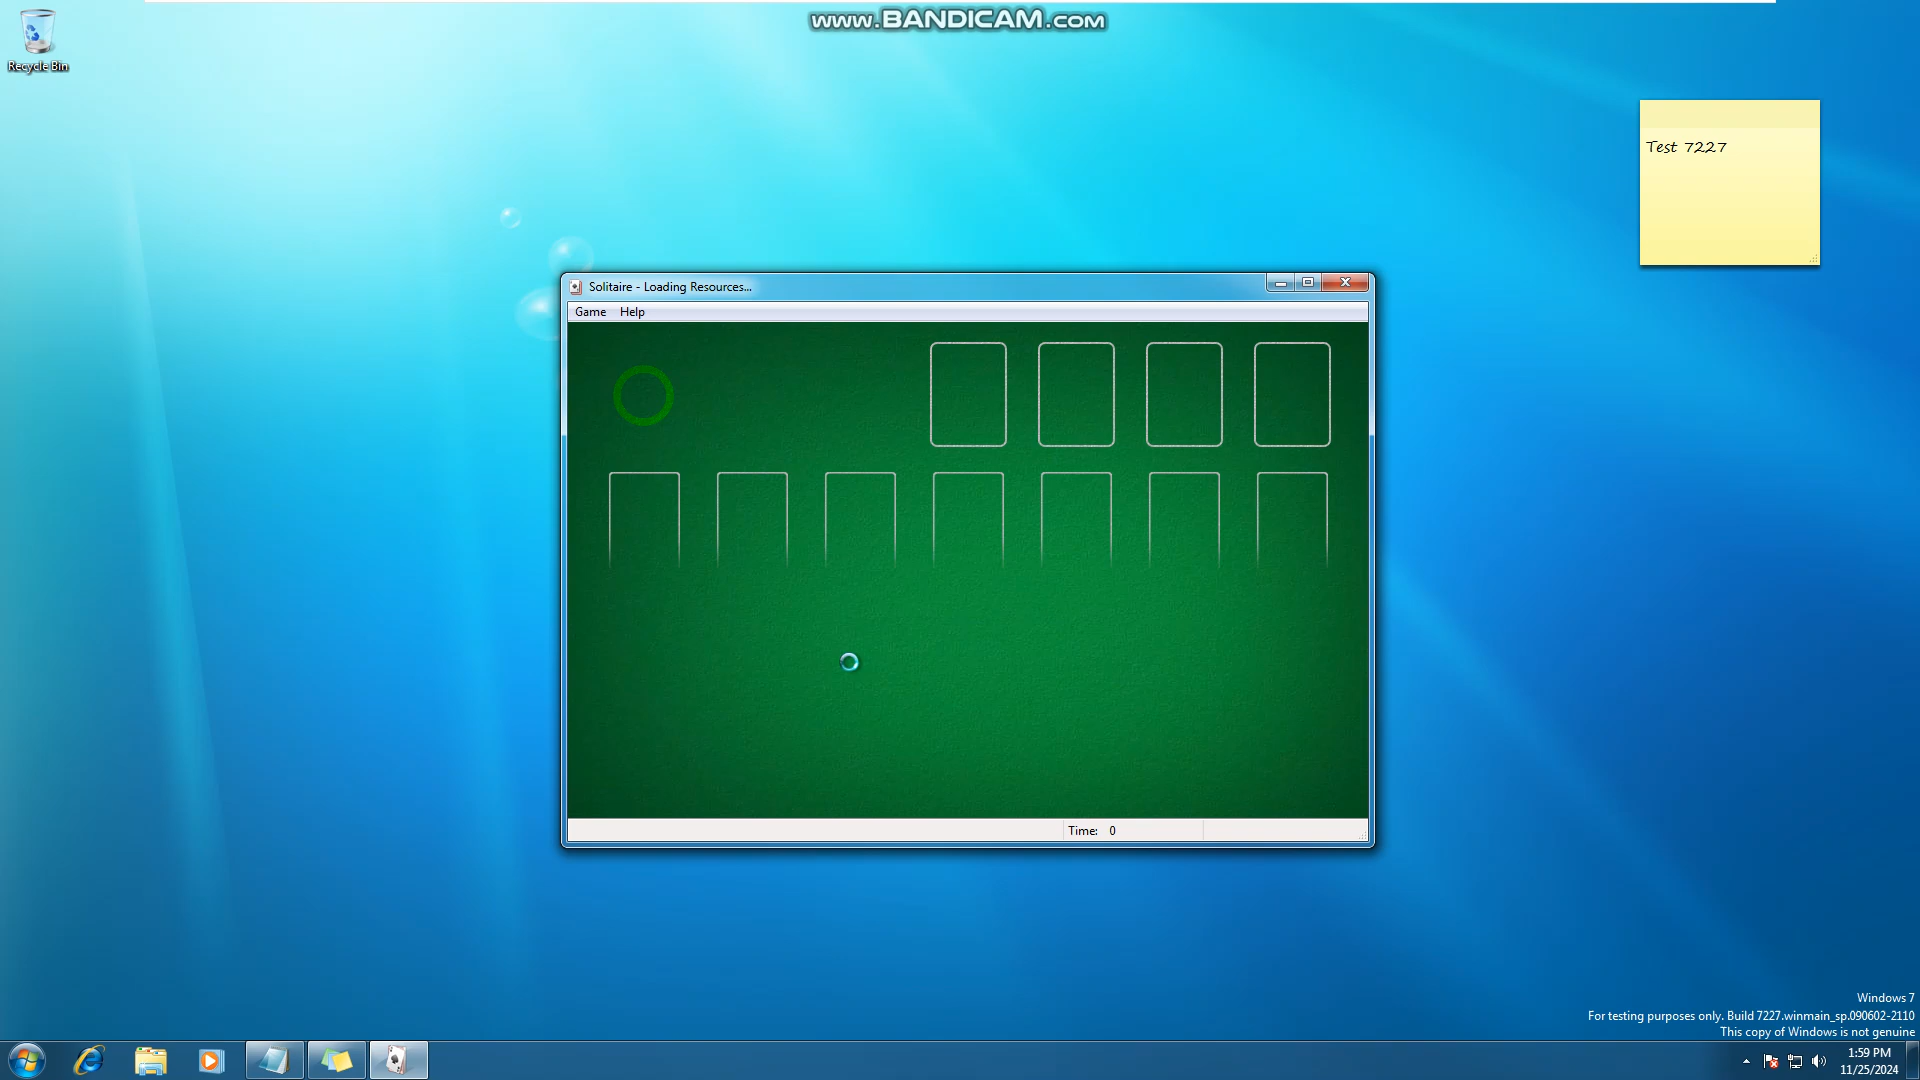 www.BANDICAM.com
Recycle Bin
Test 7227
Solitaire - Loading Resources...
Game Help
Time: 0
Windows 7
For testing purposes only. Build 7227.winmain_sp.090602-2110
This copy of Windows is not genuine
1:59 PM
11/25/2024